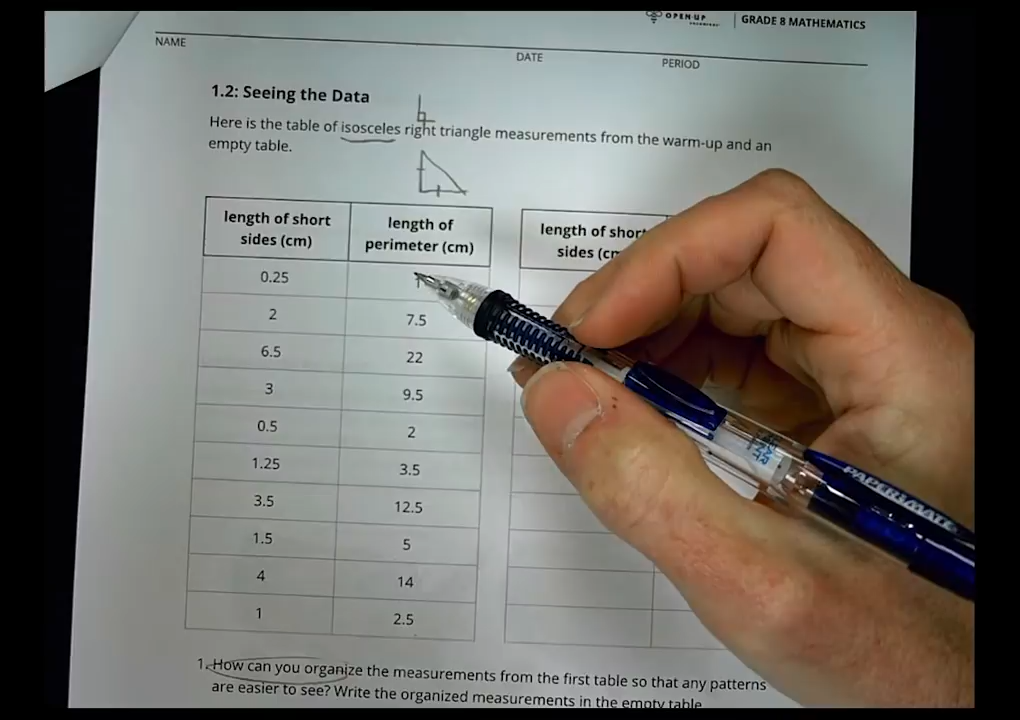 OPEN·UP
GRADE 8 MATHEMATICS
NAME
DATE
PERIOD
1.2: Seeing the Data
Here is the table of isosceles right triangle measurements from the warm-up and an
empty table.
length of short
sides (cm)
length of
perimeter (cm)
length of short
sides
0.25
2 7.5
6.5 22
3 9.5
0.5 2
1.25 3.5
3.5 12.5
1.5 5
4 14
1 2.5
1. How can you organize the measurements from the first table so that any patterns
are easier to see? Write the organized measurements in the empty table.
PAPER MATE